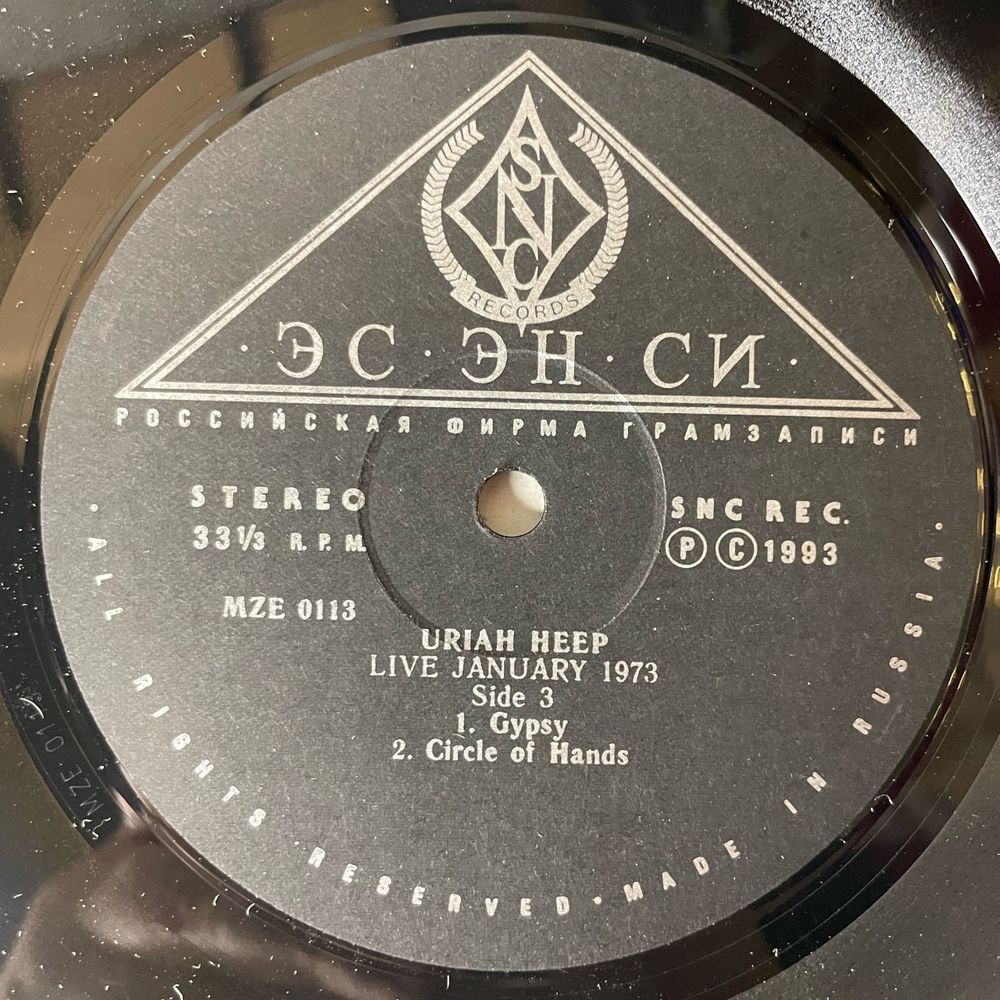 SNC
RECORDS
· ЭС · ЭН · СИ ·
РОССИЙСКАЯ ФИРМА ГРАМЗАПИСИ
STEREO
33⅓ R.P.M.
SNC REC.
Ⓟ Ⓒ 1993
MZE 0113
URIAH HEEP
LIVE JANUARY 1973
Side 3
1. Gypsy
2. Circle of Hands
· ALL RIGHTS RESERVED · MADE IN RUSSIA ·